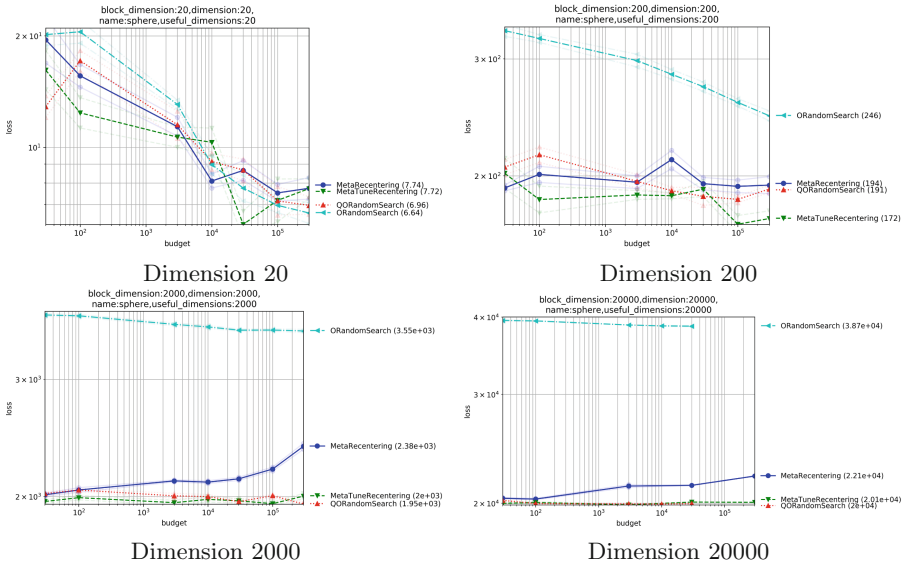 block_dimension:20,dimension:20,
name:sphere,useful_dimensions:20
2 × 10¹
10¹
loss
10² 10³ 10⁴ 10⁵
budget
MetaRecentering (7.74)
MetaTuneRecentering (7.72)
QORandomSearch (6.96)
ORandomSearch (6.64)
Dimension 20
block_dimension:200,dimension:200,
name:sphere,useful_dimensions:200
3 × 10²
2 × 10²
loss
10² 10³ 10⁴ 10⁵
budget
ORandomSearch (246)
MetaRecentering (194)
QORandomSearch (191)
MetaTuneRecentering (172)
Dimension 200
block_dimension:2000,dimension:2000,
name:sphere,useful_dimensions:2000
3 × 10³
2 × 10³
loss
10² 10³ 10⁴ 10⁵
budget
ORandomSearch (3.55e+03)
MetaRecentering (2.38e+03)
MetaTuneRecentering (2e+03)
QORandomSearch (1.95e+03)
Dimension 2000
block_dimension:20000,dimension:20000,
name:sphere,useful_dimensions:20000
4 × 10⁴
3 × 10⁴
2 × 10⁴
loss
10² 10³ 10⁴ 10⁵
budget
ORandomSearch (3.87e+04)
MetaRecentering (2.21e+04)
MetaTuneRecentering (2.01e+04)
QORandomSearch (2e+04)
Dimension 20000